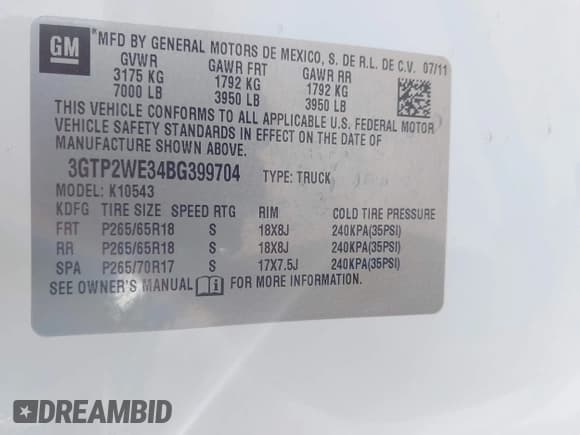 GM
*MFD BY GENERAL MOTORS DE MEXICO, S. DE R.L. DE C.V. 07/11
GVWR GAWR FRT GAWR RR
3175 KG 1792 KG 1792 KG
7000 LB 3950 LB 3950 LB
THIS VEHICLE CONFORMS TO ALL APPLICABLE U.S. FEDERAL MOTOR
VEHICLE SAFETY STANDARDS IN EFFECT ON THE DATE OF
MANUFACTURE SHOWN ABOVE.
3GTP2WE34BG399704 TYPE: TRUCK
MODEL: K10543
KDFG TIRE SIZE SPEED RTG RIM COLD TIRE PRESSURE
FRT P265/65R18 S 18X8J 240KPA(35PSI)
RR P265/65R18 S 18X8J 240KPA(35PSI)
SPA P265/70R17 S 17X7.5J 240KPA(35PSI)
SEE OWNER'S MANUAL FOR MORE INFORMATION.
DREAMBID